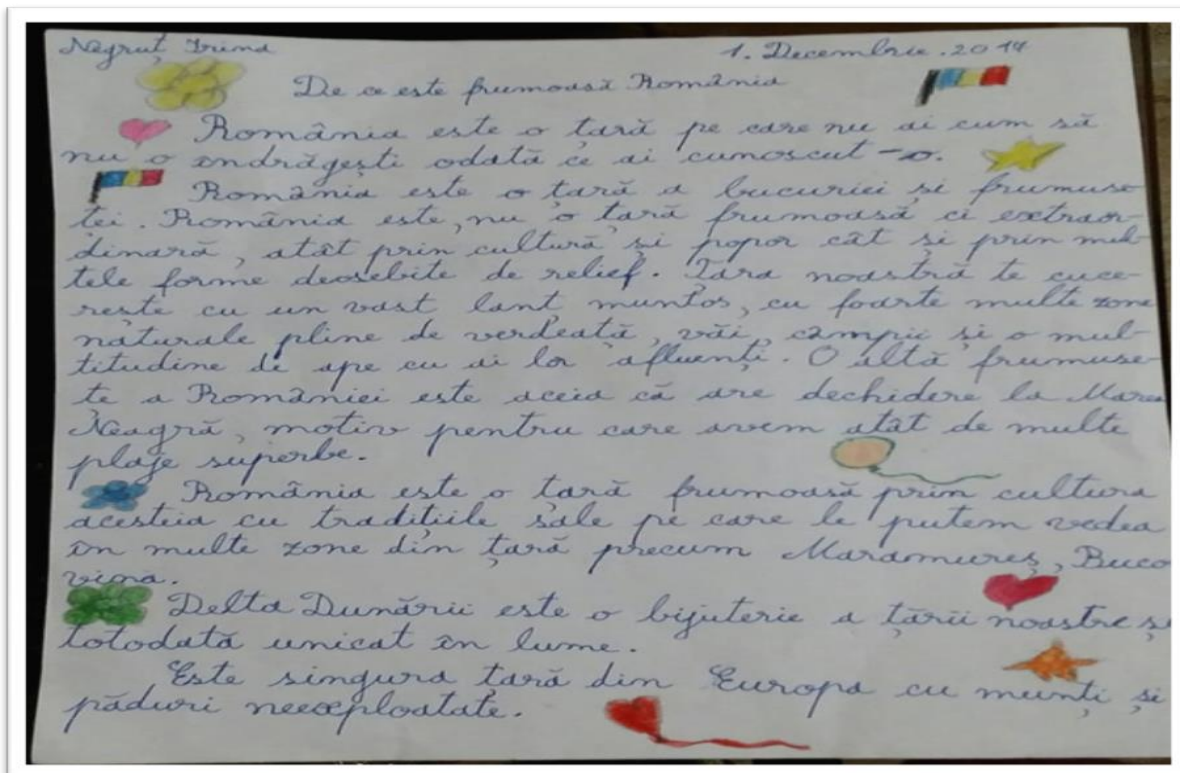 Negruț Irina 1. Decembrie. 2014
De ce este frumoasă România
România este o țară pe care nu ai cum să
nu o îndrăgești odată ce ai cunoscut-o.
România este o țară a bucuriei și frumuse
ței. România este, nu o țară frumoasă ci extraor-
dinară, atât prin cultură și popor cât și prin mul-
tele forme deosebite de relief. Țara noastră te cuce-
rește cu un vast lanț muntos, cu foarte multe zone
naturale pline de verdeață, văi, câmpii și o mul-
titudine de ape cu ai lor afluenți. O altă frumuse-
țe a României este aceia că are dechidere la Marea
Neagră, motiv pentru care avem atât de multe
plaje superbe.
România este o țară frumoasă prin cultura
acesteia cu tradițiile sale pe care le putem vedea
în multe zone din țară precum Maramureș, Buco
vina.
Delta Dunării este o bijuterie a țării noastre și
totodată unicat în lume.
Este singura țară din Europa cu munți și
păduri neexploatate.